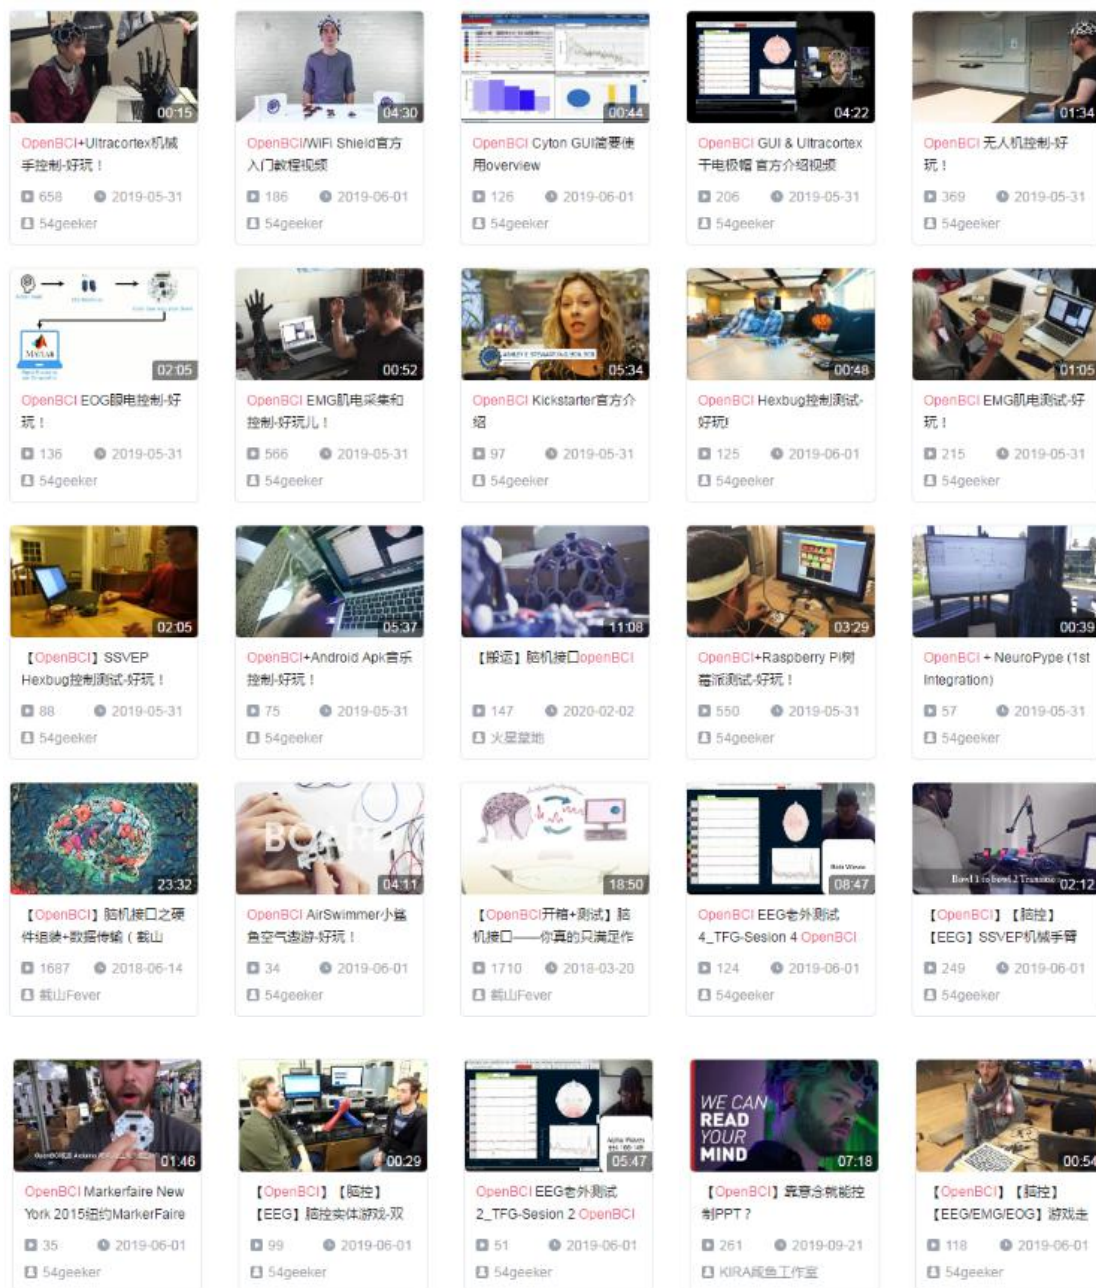 00:15
04:30
00:44
04:22
01:34
OpenBCI+Ultracortex机械
手控制-好玩！
OpenBCI/WiFi Shield官方
入门教程视频
OpenBCI Cyton GUI简要使
用overview
OpenBCI GUI & Ultracortex
干电极帽 官方介绍视频
OpenBCI 无人机控制-好
玩！
658 2019-05-31
186 2019-06-01
126 2019-06-01
206 2019-05-31
369 2019-05-31
54geeker
54geeker
54geeker
54geeker
54geeker
MATLAB
02:05
00:52
05:34
00:48
01:05
OpenBCI EOG眼电控制-好
玩！
OpenBCI EMG肌电采集和
控制-好玩儿！
OpenBCI Kickstarter官方介
绍
OpenBCI Hexbug控制测试-
好玩!
OpenBCI EMG肌电测试-好
玩！
136 2019-05-31
566 2019-05-31
97 2019-05-31
125 2019-06-01
215 2019-05-31
54geeker
54geeker
54geeker
54geeker
54geeker
02:05
05:37
11:08
03:29
00:39
【OpenBCI】SSVEP
Hexbug控制测试-好玩！
OpenBCI+Android Apk音乐
控制-好玩！
【搬运】脑机接口openBCI
OpenBCI+Raspberry Pi树
莓派测试-好玩！
OpenBCI + NeuroPype (1st
Integration)
88 2019-05-31
75 2019-05-31
147 2020-02-02
550 2019-05-31
57 2019-05-31
54geeker
54geeker
火星墓地
54geeker
54geeker
23:32
BOARD
04:11
18:50
08:47
02:12
【OpenBCI】脑机接口之硬
件组装+数据传输（戴山
OpenBCI AirSwimmer小鲨
鱼空气遨游-好玩！
【OpenBCI开箱+测试】脑
机接口——你真的只满足作
OpenBCI EEG老外测试
4_TFG-Sesion 4 OpenBCI
【OpenBCI】【脑控】
【EEG】SSVEP机械手臂
1687 2018-06-14
34 2019-06-01
1710 2018-03-20
124 2019-06-01
249 2019-06-01
Fever
54geeker
Fever
54geeker
54geeker
01:46
00:29
05:47
WE CAN
READ
YOUR
MIND
07:18
00:54
OpenBCI Markerfaire New
York 2015纽约MarkerFaire
【OpenBCI】【脑控】
【EEG】脑控实体游戏-双
OpenBCI EEG老外测试
2_TFG-Sesion 2 OpenBCI
【OpenBCI】靠意念就能控
制PPT？
【OpenBCI】【脑控】
【EEG/EMG/EOG】游戏走
35 2019-06-01
99 2019-06-01
51 2019-06-01
261 2019-09-21
118 2019-06-01
54geeker
54geeker
54geeker
KIRA咸鱼工作室
54geeker